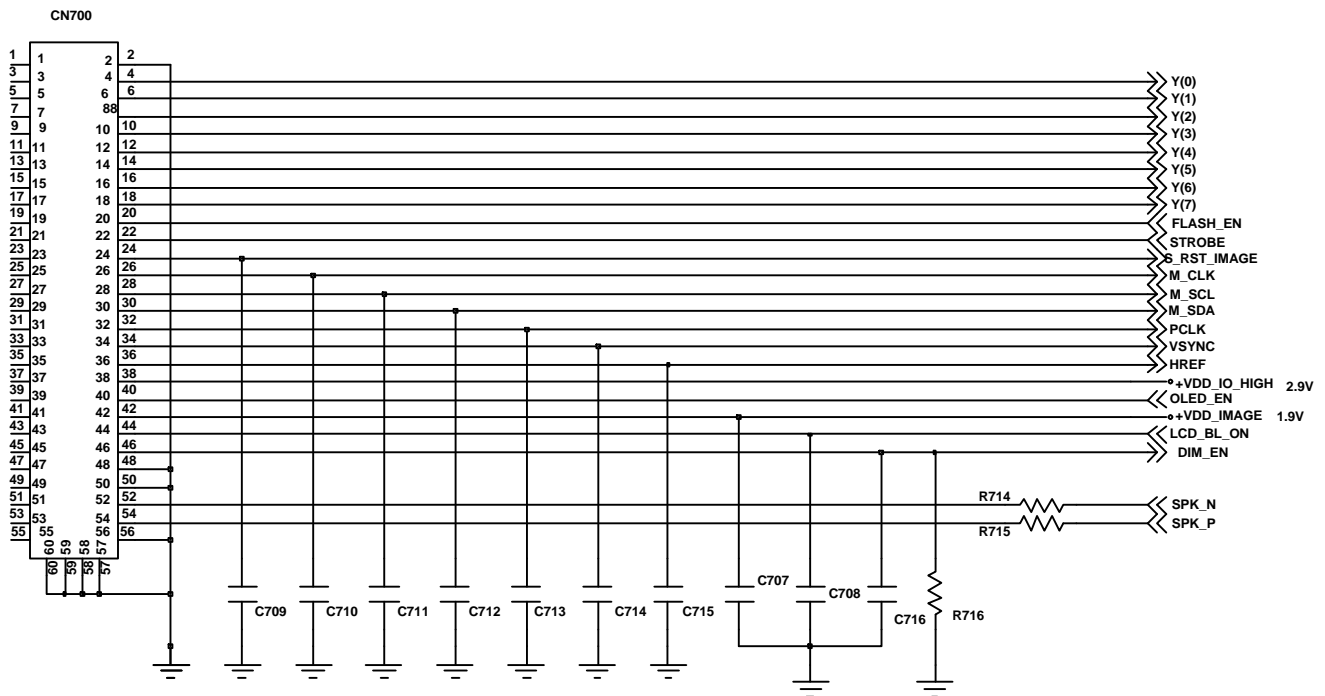 CN700
1 1 2 2
3 3 4 4 Y(0)
5 5 6 6 Y(1)
7 7 88 Y(2)
9 9 10 10 Y(3)
11 11 12 12 Y(4)
13 13 14 14 Y(5)
15 15 16 16 Y(6)
17 17 18 18 Y(7)
19 19 20 20 FLASH_EN
21 21 22 22 STROBE
23 23 24 24 S_RST_IMAGE
25 25 26 26 M_CLK
27 27 28 28 M_SCL
29 29 30 30 M_SDA
31 31 32 32 PCLK
33 33 34 34 VSYNC
35 35 36 36 HREF
37 37 38 38 +VDD_IO_HIGH 2.9V
39 39 40 40 OLED_EN
41 41 42 42 +VDD_IMAGE 1.9V
43 43 44 44 LCD_BL_ON
45 45 46 46 DIM_EN
47 47 48 48
49 49 50 50
51 51 52 52 R714 SPK_N
53 53 54 54 R715 SPK_P
55 55 56 56
60 59 58 57
60 59 58 57
C709 C710 C711 C712 C713 C714 C715 C707 C708 C716 R716